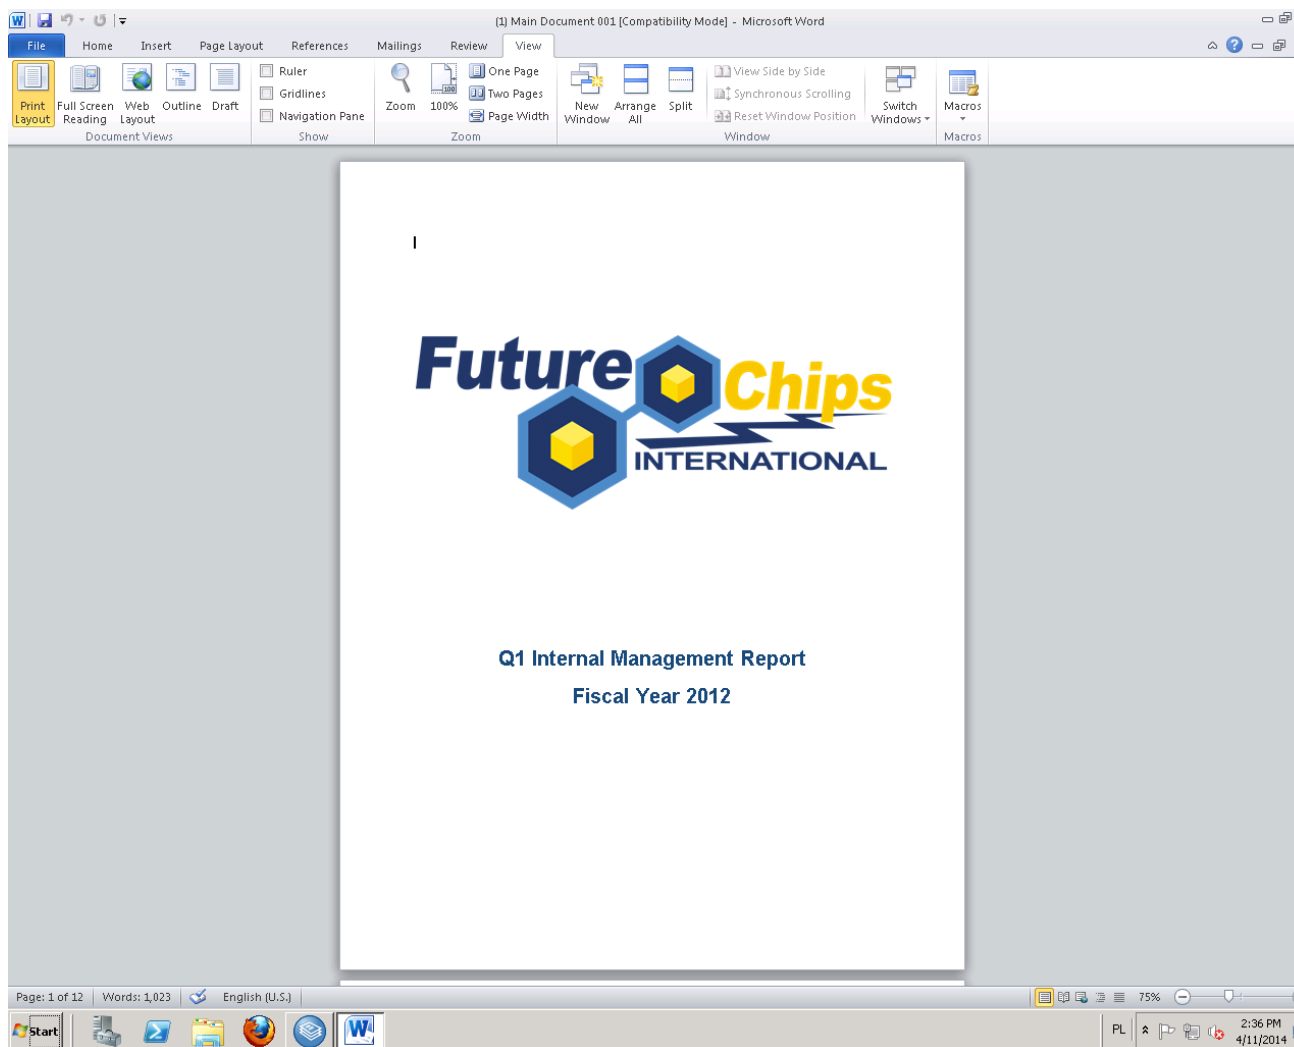 (1) Main Document 001 [Compatibility Mode] - Microsoft Word
File Home Insert Page Layout References Mailings Review View
Print Layout
Full Screen Reading
Web Layout
Outline
Draft
Document Views
Ruler
Gridlines
Navigation Pane
Show
Zoom
100%
One Page
Two Pages
Page Width
Zoom
New Window
Arrange All
Split
View Side by Side
Synchronous Scrolling
Reset Window Position
Switch Windows
Window
Macros
Macros
Future Chips
INTERNATIONAL
Q1 Internal Management Report
Fiscal Year 2012
Page: 1 of 12 Words: 1,023 English (U.S.) 75%
Start PL 2:36 PM
4/11/2014